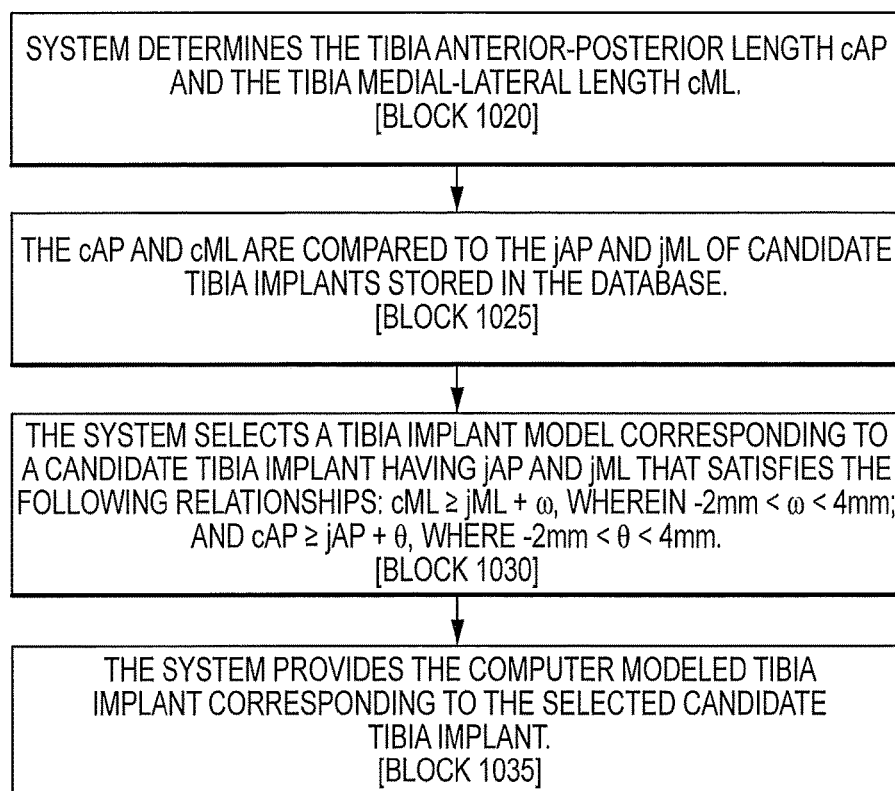 SYSTEM DETERMINES THE TIBIA ANTERIOR-POSTERIOR LENGTH cAP
AND THE TIBIA MEDIAL-LATERAL LENGTH cML.
[BLOCK 1020]
THE cAP AND cML ARE COMPARED TO THE jAP AND jML OF CANDIDATE
TIBIA IMPLANTS STORED IN THE DATABASE.
[BLOCK 1025]
THE SYSTEM SELECTS A TIBIA IMPLANT MODEL CORRESPONDING TO
A CANDIDATE TIBIA IMPLANT HAVING jAP AND jML THAT SATISFIES THE
FOLLOWING RELATIONSHIPS: cML ≥ jML + ω, WHEREIN -2mm < ω < 4mm;
AND cAP ≥ jAP + θ, WHERE -2mm < θ < 4mm.
[BLOCK 1030]
THE SYSTEM PROVIDES THE COMPUTER MODELED TIBIA
IMPLANT CORRESPONDING TO THE SELECTED CANDIDATE
TIBIA IMPLANT.
[BLOCK 1035]